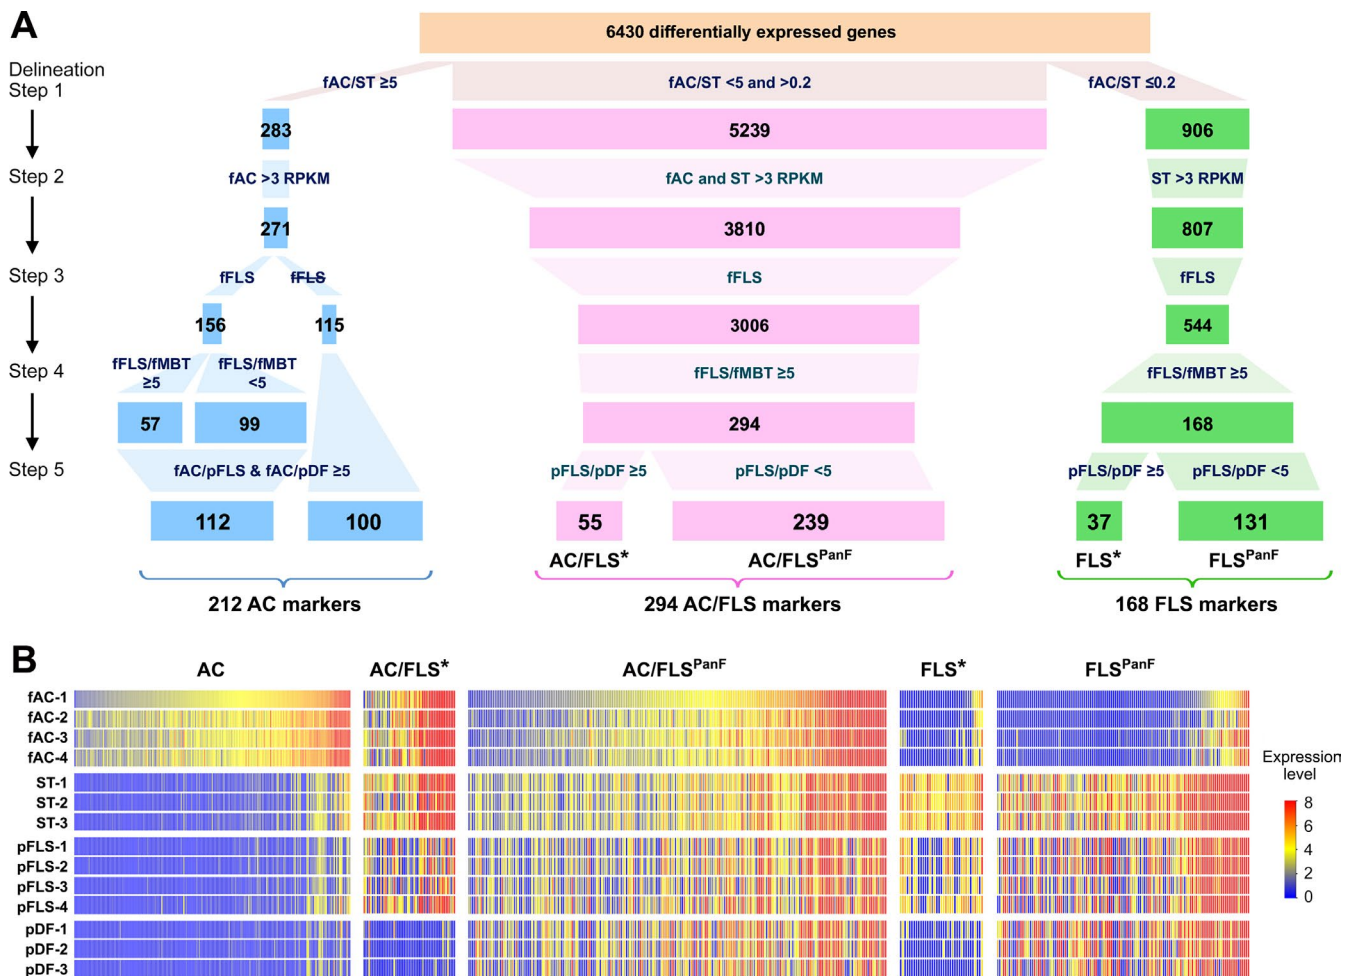 A
6430 differentially expressed genes
Delineation
Step 1
fAC/ST ≥5
fAC/ST <5 and >0.2
fAC/ST ≤0.2
283
5239
906
Step 2
fAC >3 RPKM
fAC and ST >3 RPKM
ST >3 RPKM
271
3810
807
Step 3
fFLS
fFLS
fFLS
fFLS
156
115
3006
544
Step 4
fFLS/fMBT
≥5
fFLS/fMBT
<5
fFLS/fMBT ≥5
fFLS/fMBT ≥5
57
99
294
168
Step 5
fAC/pFLS & fAC/pDF ≥5
pFLS/pDF ≥5
pFLS/pDF <5
pFLS/pDF ≥5
pFLS/pDF <5
112
100
55
239
37
131
AC/FLS*
AC/FLSPanF
FLS*
FLSPanF
212 AC markers
294 AC/FLS markers
168 FLS markers
B
AC
AC/FLS*
AC/FLSPanF
FLS*
FLSPanF
fAC-1
fAC-2
fAC-3
fAC-4
ST-1
ST-2
ST-3
pFLS-1
pFLS-2
pFLS-3
pFLS-4
pDF-1
pDF-2
pDF-3
Expression
level
8
6
4
2
0